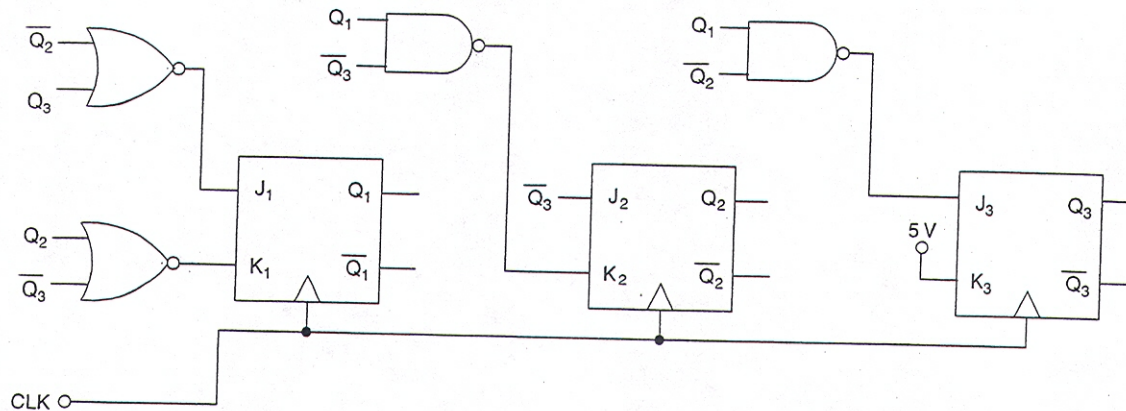 Q̅₂
Q₃
Q₁
Q̅₃
Q₁
Q̅₂
J₁ Q₁
K₁ Q̅₁
Q₂
Q̅₃
Q̅₃ J₂ Q₂
K₂ Q̅₂
J₃ Q₃
5 V
K₃ Q̅₃
CLK